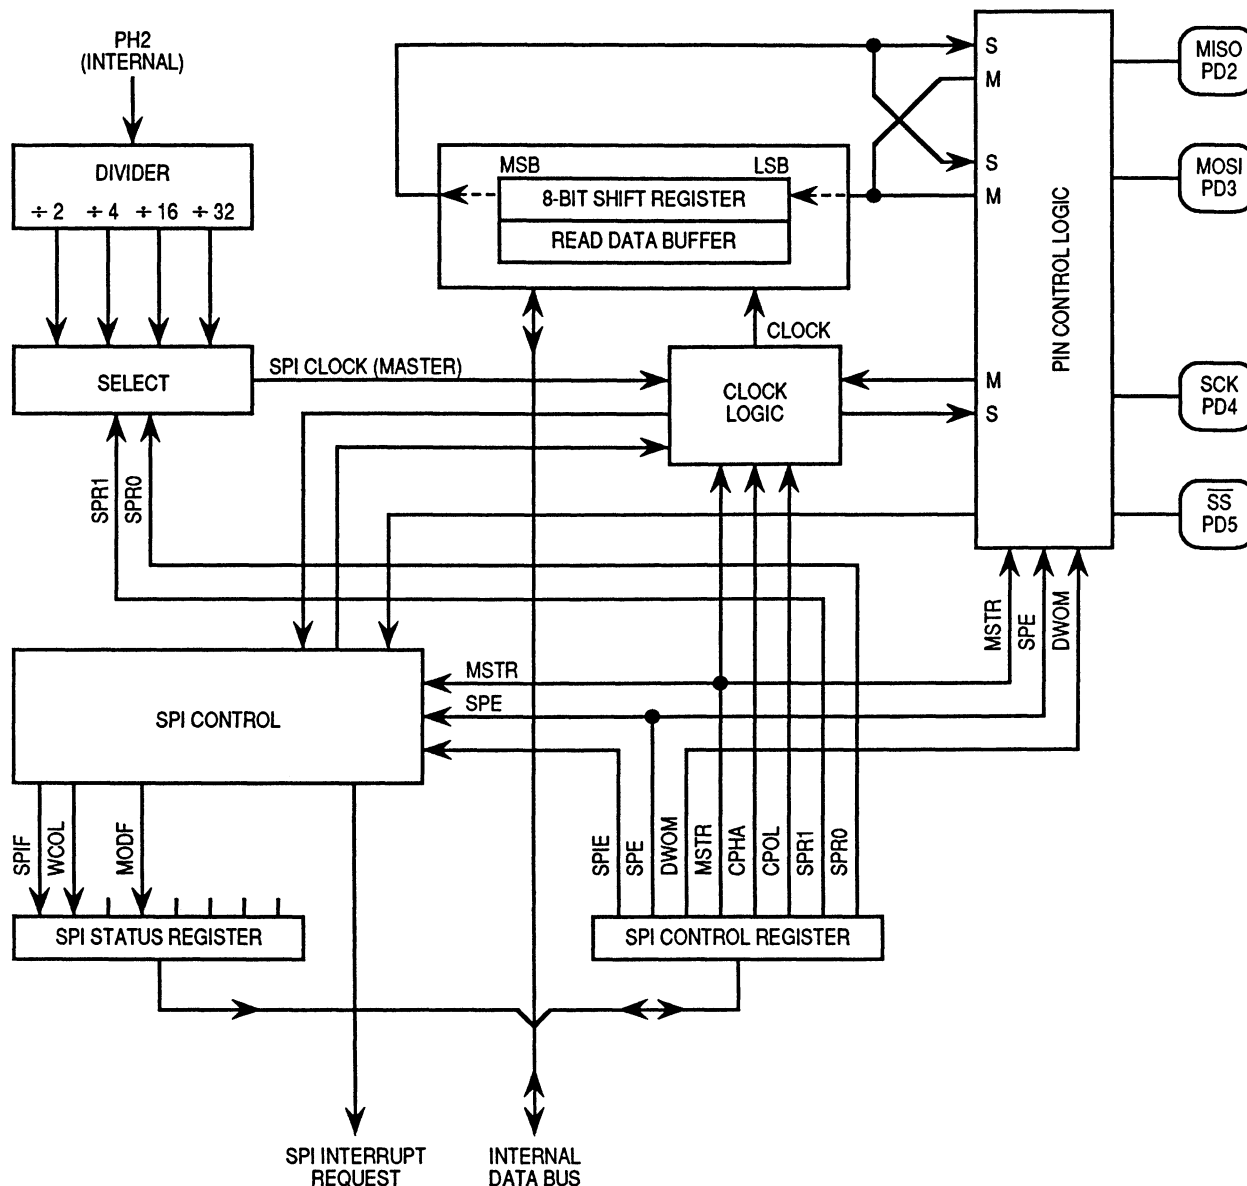 PH2
(INTERNAL)
DIVIDER
÷ 2 ÷ 4 ÷ 16 ÷ 32
SELECT
SPI CLOCK (MASTER)
SPR1
SPR0
MSB LSB
8-BIT SHIFT REGISTER
READ DATA BUFFER
CLOCK
CLOCK
LOGIC
S
M
S
M
M
S
PIN CONTROL LOGIC
MISO
PD2
MOSI
PD3
SCK
PD4
SS
PD5
MSTR
SPE
DWOM
MSTR
SPE
SPI CONTROL
SPIF
WCOL
MODF
SPI STATUS REGISTER
SPIE
SPE
DWOM
MSTR
CPHA
CPOL
SPR1
SPR0
SPI CONTROL REGISTER
SPI INTERRUPT
REQUEST
INTERNAL
DATA BUS